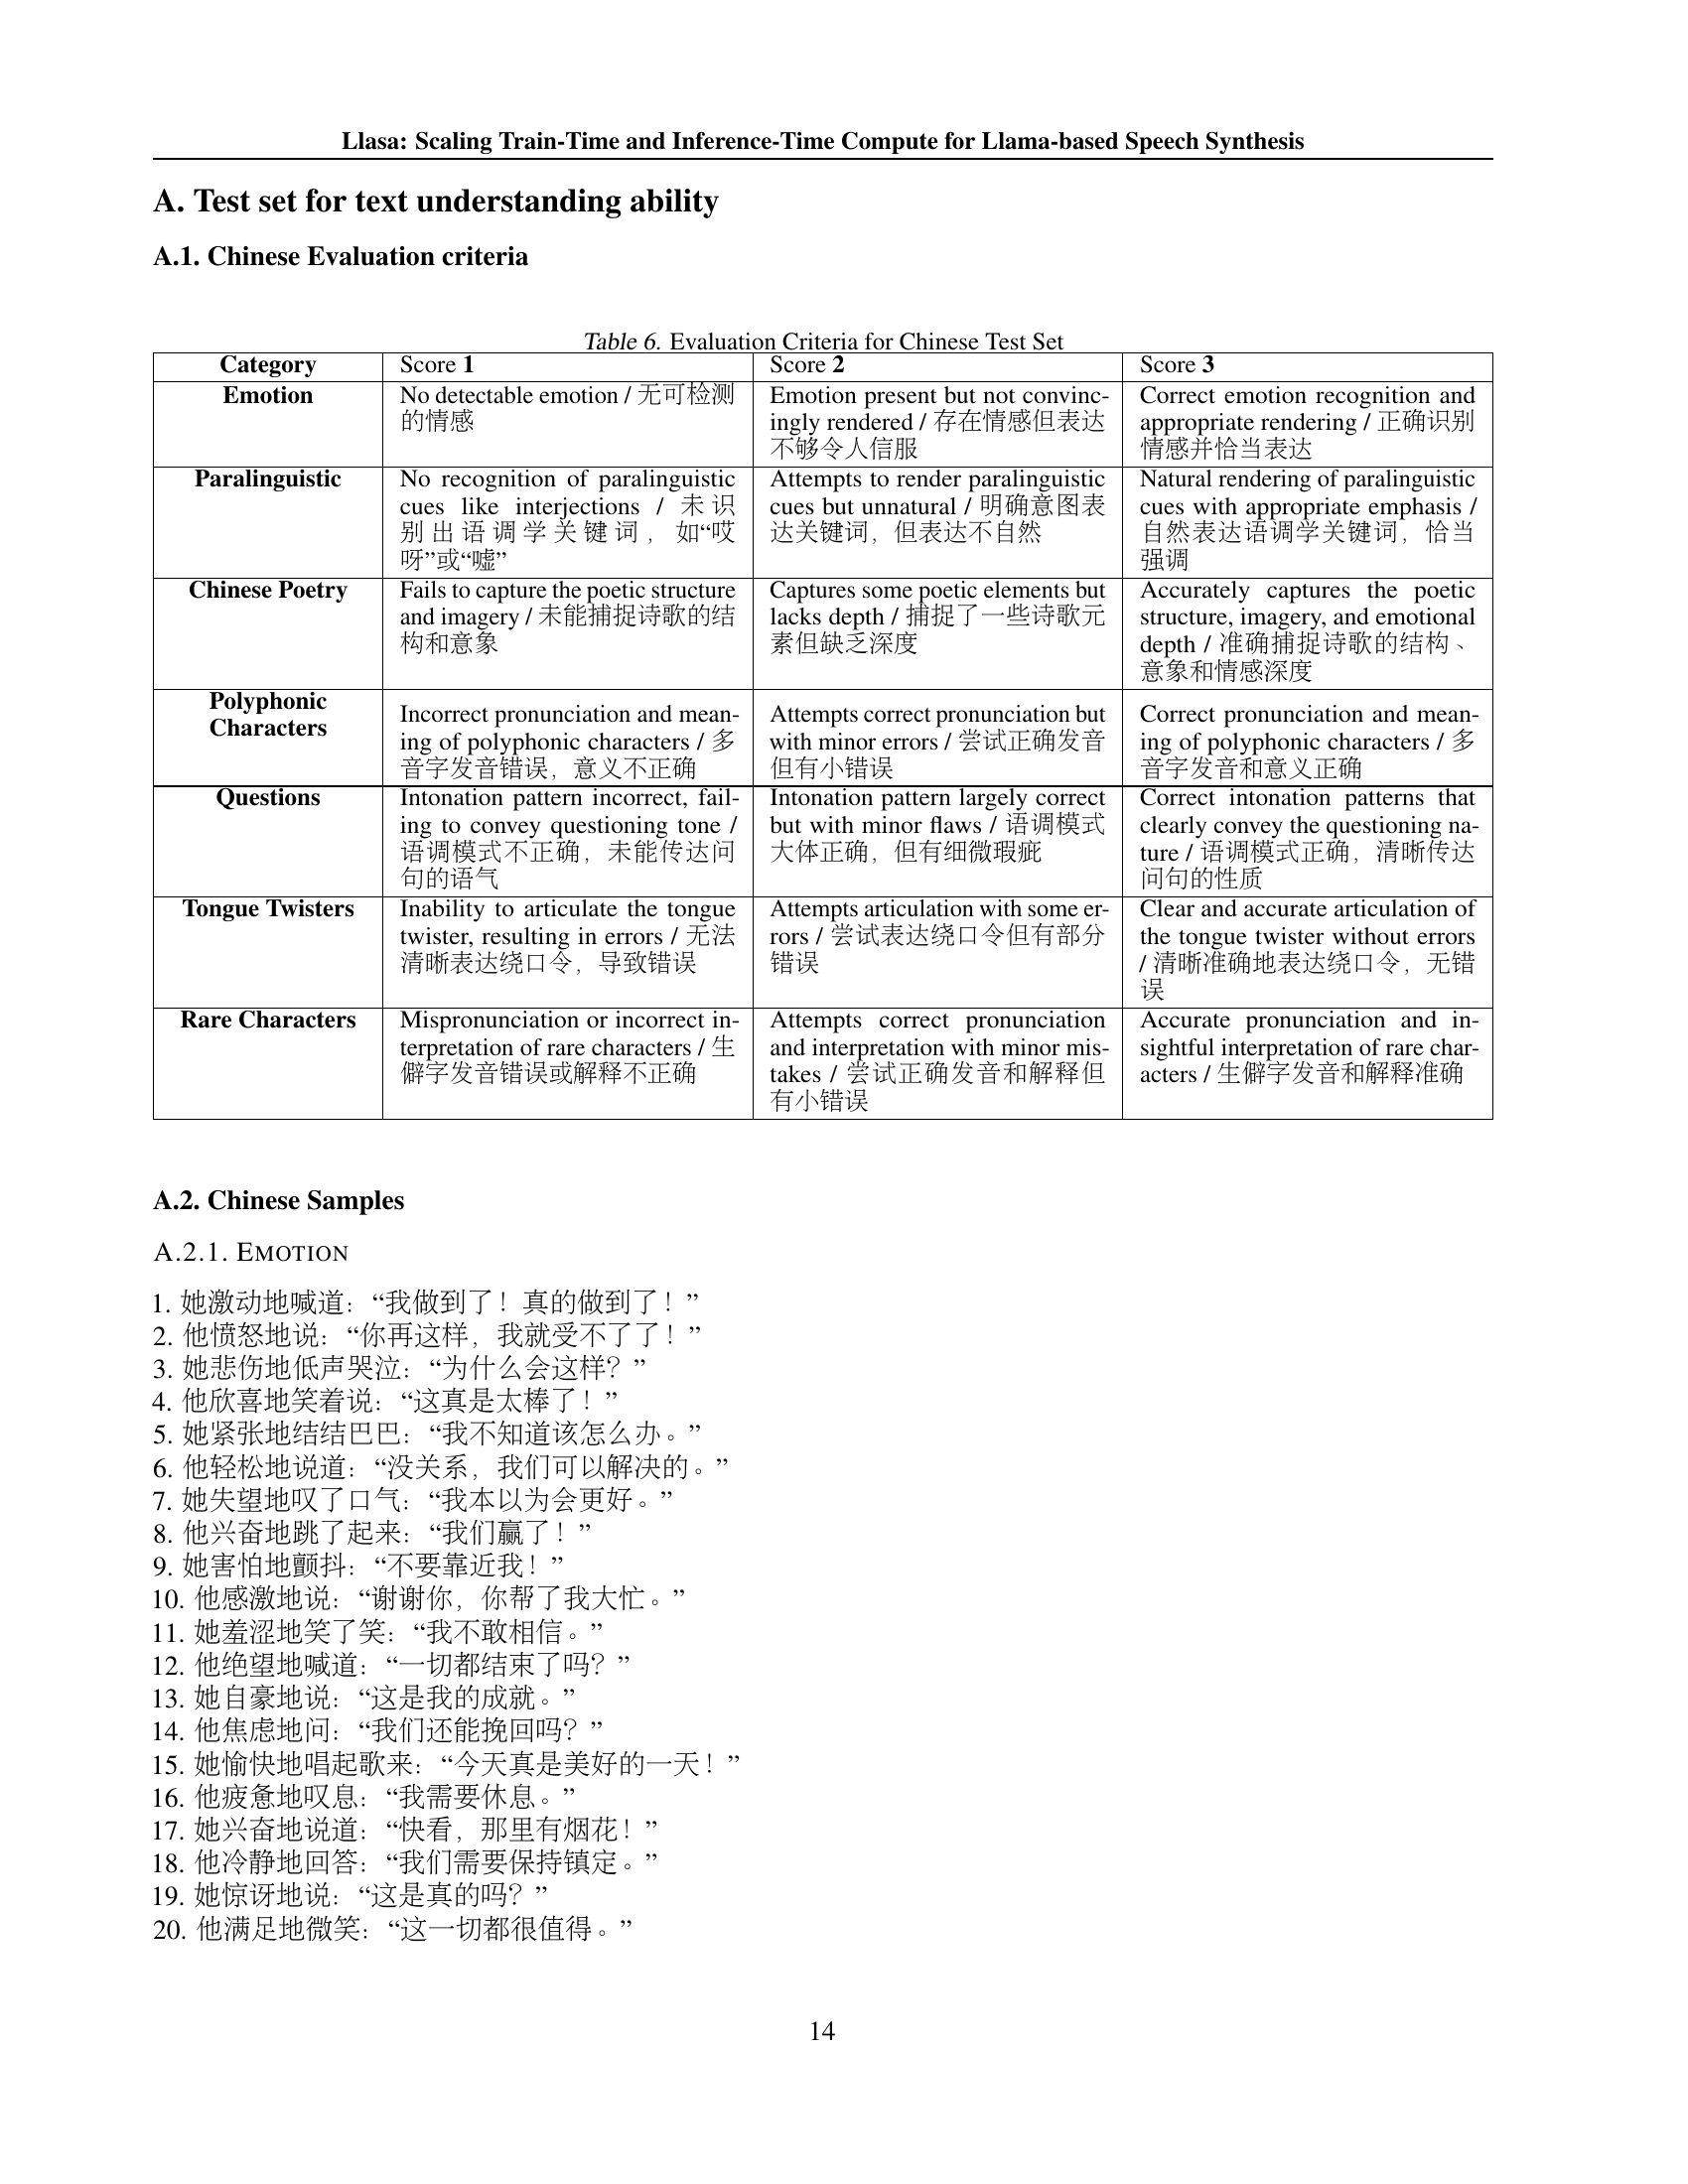 Llasa: Scaling Train-Time and Inference-Time Compute for Llama-based Speech Synthesis
A. Test set for text understanding ability
A.1. Chinese Evaluation criteria
Table 6. Evaluation Criteria for Chinese Test Set
Category
Score 1
Score 2
Score 3
Emotion
No detectable emotion / 无可检测
的情感
Emotion present but not convinc-
ingly rendered / 存在情感但表达
不够令人信服
Correct emotion recognition and
appropriate rendering / 正确识别
情感并恰当表达
Paralinguistic
No recognition of paralinguistic
cues like interjections / 未识
别出语调学关键词，如“哎
呀”或“嘘”
Attempts to render paralinguistic
cues but unnatural / 明确意图表
达关键词，但表达不自然
Natural rendering of paralinguistic
cues with appropriate emphasis /
自然表达语调学关键词，恰当
强调
Chinese Poetry
Fails to capture the poetic structure
and imagery / 未能捕捉诗歌的结
构和意象
Captures some poetic elements but
lacks depth / 捕捉了一些诗歌元
素但缺乏深度
Accurately captures the poetic
structure, imagery, and emotional
depth / 准确捕捉诗歌的结构、
意象和情感深度
Polyphonic
Characters
Incorrect pronunciation and mean-
ing of polyphonic characters / 多
音字发音错误，意义不正确
Attempts correct pronunciation but
with minor errors / 尝试正确发音
但有小错误
Correct pronunciation and mean-
ing of polyphonic characters / 多
音字发音和意义正确
Questions
Intonation pattern incorrect, fail-
ing to convey questioning tone /
语调模式不正确，未能传达问
句的语气
Intonation pattern largely correct
but with minor flaws / 语调模式
大体正确，但有细微瑕疵
Correct intonation patterns that
clearly convey the questioning na-
ture / 语调模式正确，清晰传达
问句的性质
Tongue Twisters
Inability to articulate the tongue
twister, resulting in errors / 无法
清晰表达绕口令，导致错误
Attempts articulation with some er-
rors / 尝试表达绕口令但有部分
错误
Clear and accurate articulation of
the tongue twister without errors
/ 清晰准确地表达绕口令，无错
误
Rare Characters
Mispronunciation or incorrect in-
terpretation of rare characters / 生
僻字发音错误或解释不正确
Attempts correct pronunciation
and interpretation with minor mis-
takes / 尝试正确发音和解释但
有小错误
Accurate pronunciation and in-
sightful interpretation of rare char-
acters / 生僻字发音和解释准确
A.2. Chinese Samples
A.2.1. EMOTION
1. 她激动地喊道：“我做到了！真的做到了！”
2. 他愤怒地说：“你再这样，我就受不了了！”
3. 她悲伤地低声哭泣：“为什么会这样？”
4. 他欣喜地笑着说：“这真是太棒了！”
5. 她紧张地结结巴巴：“我不知道该怎么办。”
6. 他轻松地说道：“没关系，我们可以解决的。”
7. 她失望地叹了口气：“我本以为会更好。”
8. 他兴奋地跳了起来：“我们赢了！”
9. 她害怕地颤抖：“不要靠近我！”
10. 他感激地说：“谢谢你，你帮了我大忙。”
11. 她羞涩地笑了笑：“我不敢相信。”
12. 他绝望地喊道：“一切都结束了吗？”
13. 她自豪地说：“这是我的成就。”
14. 他焦虑地问：“我们还能挽回吗？”
15. 她愉快地唱起歌来：“今天真是美好的一天！”
16. 他疲惫地叹息：“我需要休息。”
17. 她兴奋地说道：“快看，那里有烟花！”
18. 他冷静地回答：“我们需要保持镇定。”
19. 她惊讶地说：“这是真的吗？”
20. 他满足地微笑：“这一切都很值得。”
14